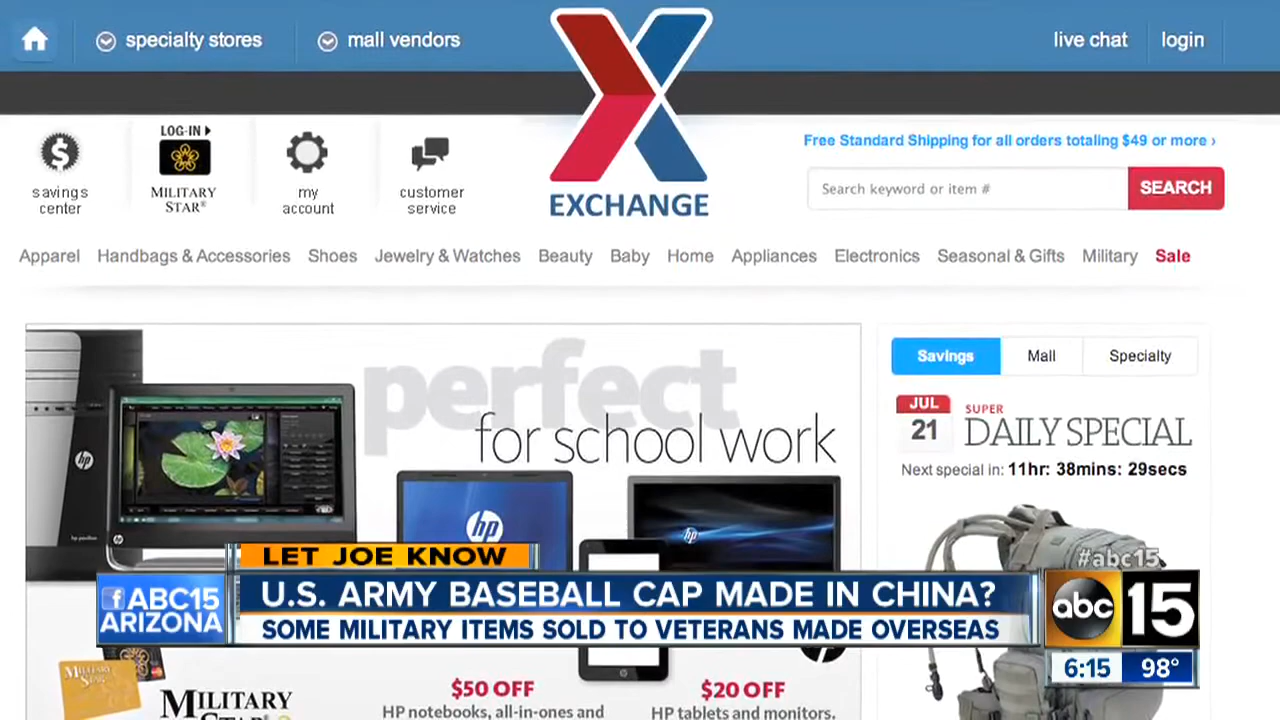 specialty stores
mall vendors
live chat
login
EXCHANGE
savings
center
LOG-IN
MILITARY
STAR®
my
account
customer
service
Free Standard Shipping for all orders totaling $49 or more ›
Search keyword or item #
SEARCH
Apparel Handbags & Accessories Shoes Jewelry & Watches Beauty Baby Home Appliances Electronics Seasonal & Gifts Military Sale
perfect
for school work
hp
hp
hp
hp
Savings
Mall
Specialty
JUL
21
SUPER
DAILY SPECIAL
Next special in: 11hr: 38mins: 29secs
#abc15
LET JOE KNOW
U.S. ARMY BASEBALL CAP MADE IN CHINA?
SOME MILITARY ITEMS SOLD TO VETERANS MADE OVERSEAS
f ABC15
ARIZONA
abc 15
6:15 98°
MILITARY
STAR
MILITARY
$50 OFF
HP notebooks, all-in-ones and
$20 OFF
HP tablets and monitors.